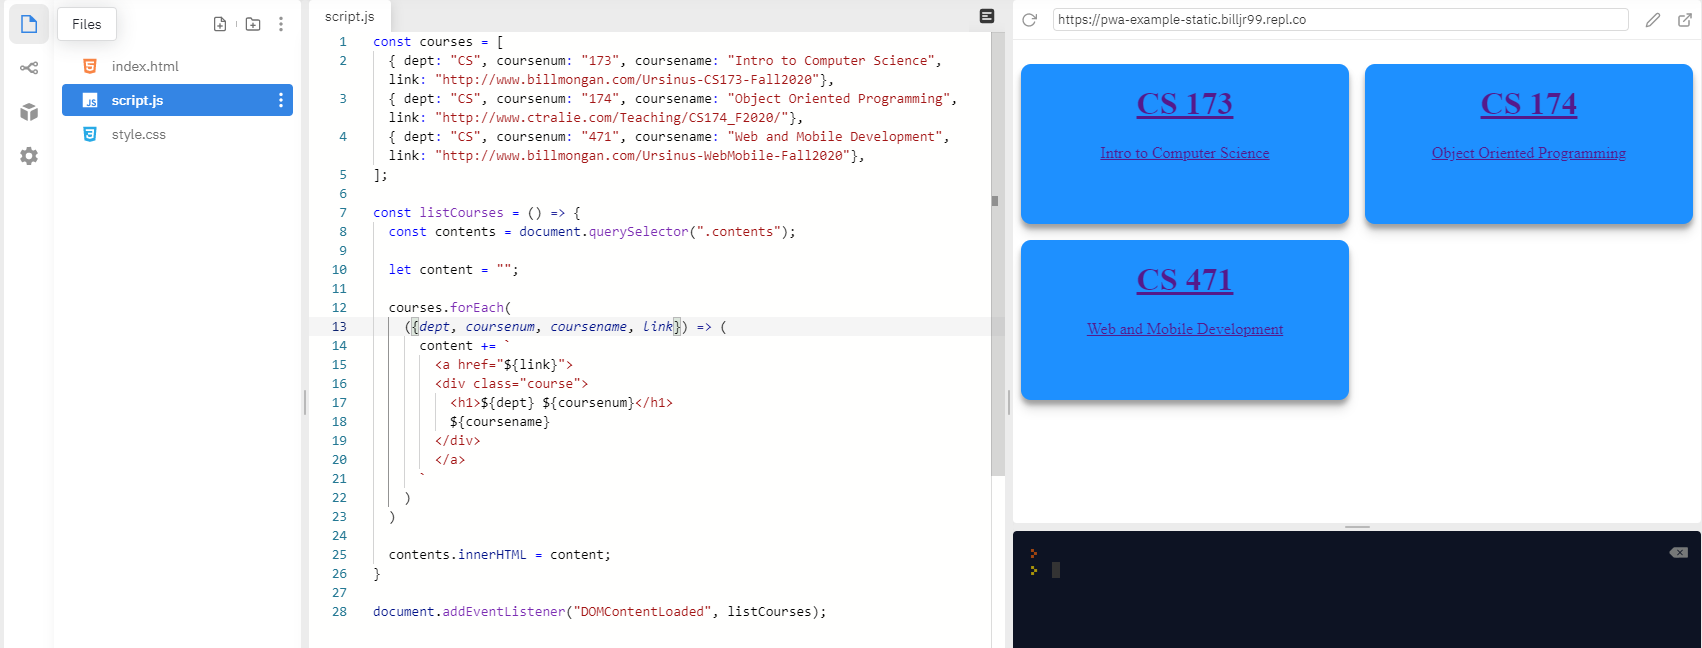 Files
index.html
script.js
style.css
script.js
1 const courses = [
2 { dept: "CS", coursenum: "173", coursename: "Intro to Computer Science",
link: "http://www.billmongan.com/Ursinus-CS173-Fall2020"},
3 { dept: "CS", coursenum: "174", coursename: "Object Oriented Programming",
link: "http://www.ctralie.com/Teaching/CS174_F2020/"},
4 { dept: "CS", coursenum: "471", coursename: "Web and Mobile Development",
link: "http://www.billmongan.com/Ursinus-WebMobile-Fall2020"},
5 ];
6
7 const listCourses = () => {
8 const contents = document.querySelector(".contents");
9
10 let content = "";
11
12 courses.forEach(
13 ({dept, coursenum, coursename, link}) => (
14 content += `
15 <a href="${link}">
16 <div class="course">
17 <h1>${dept} ${coursenum}</h1>
18 ${coursename}
19 </div>
20 </a>
21 `
22 )
23 )
24
25 contents.innerHTML = content;
26 }
27
28 document.addEventListener("DOMContentLoaded", listCourses);
https://pwa-example-static.billjr99.repl.co
CS 173
Intro to Computer Science
CS 174
Object Oriented Programming
CS 471
Web and Mobile Development
>
>